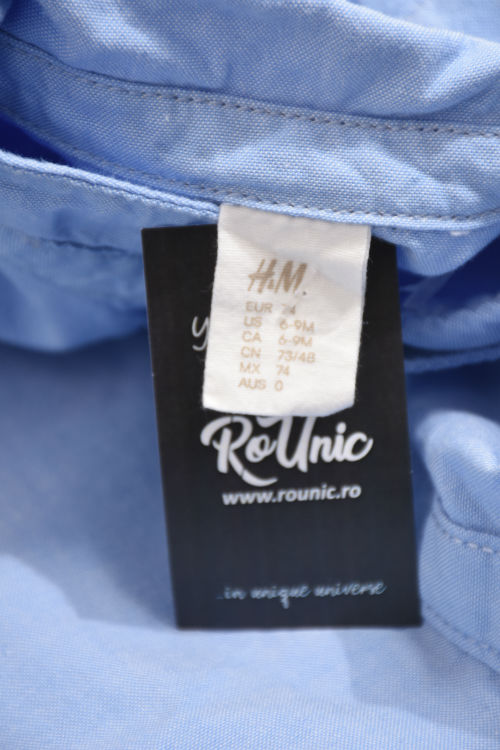 H&M.
EUR 74
US 6-9M
CA 6-9M
CN 73/48
MX 74
AUS 0
RoUnic
www.rounic.ro
..in unique universe